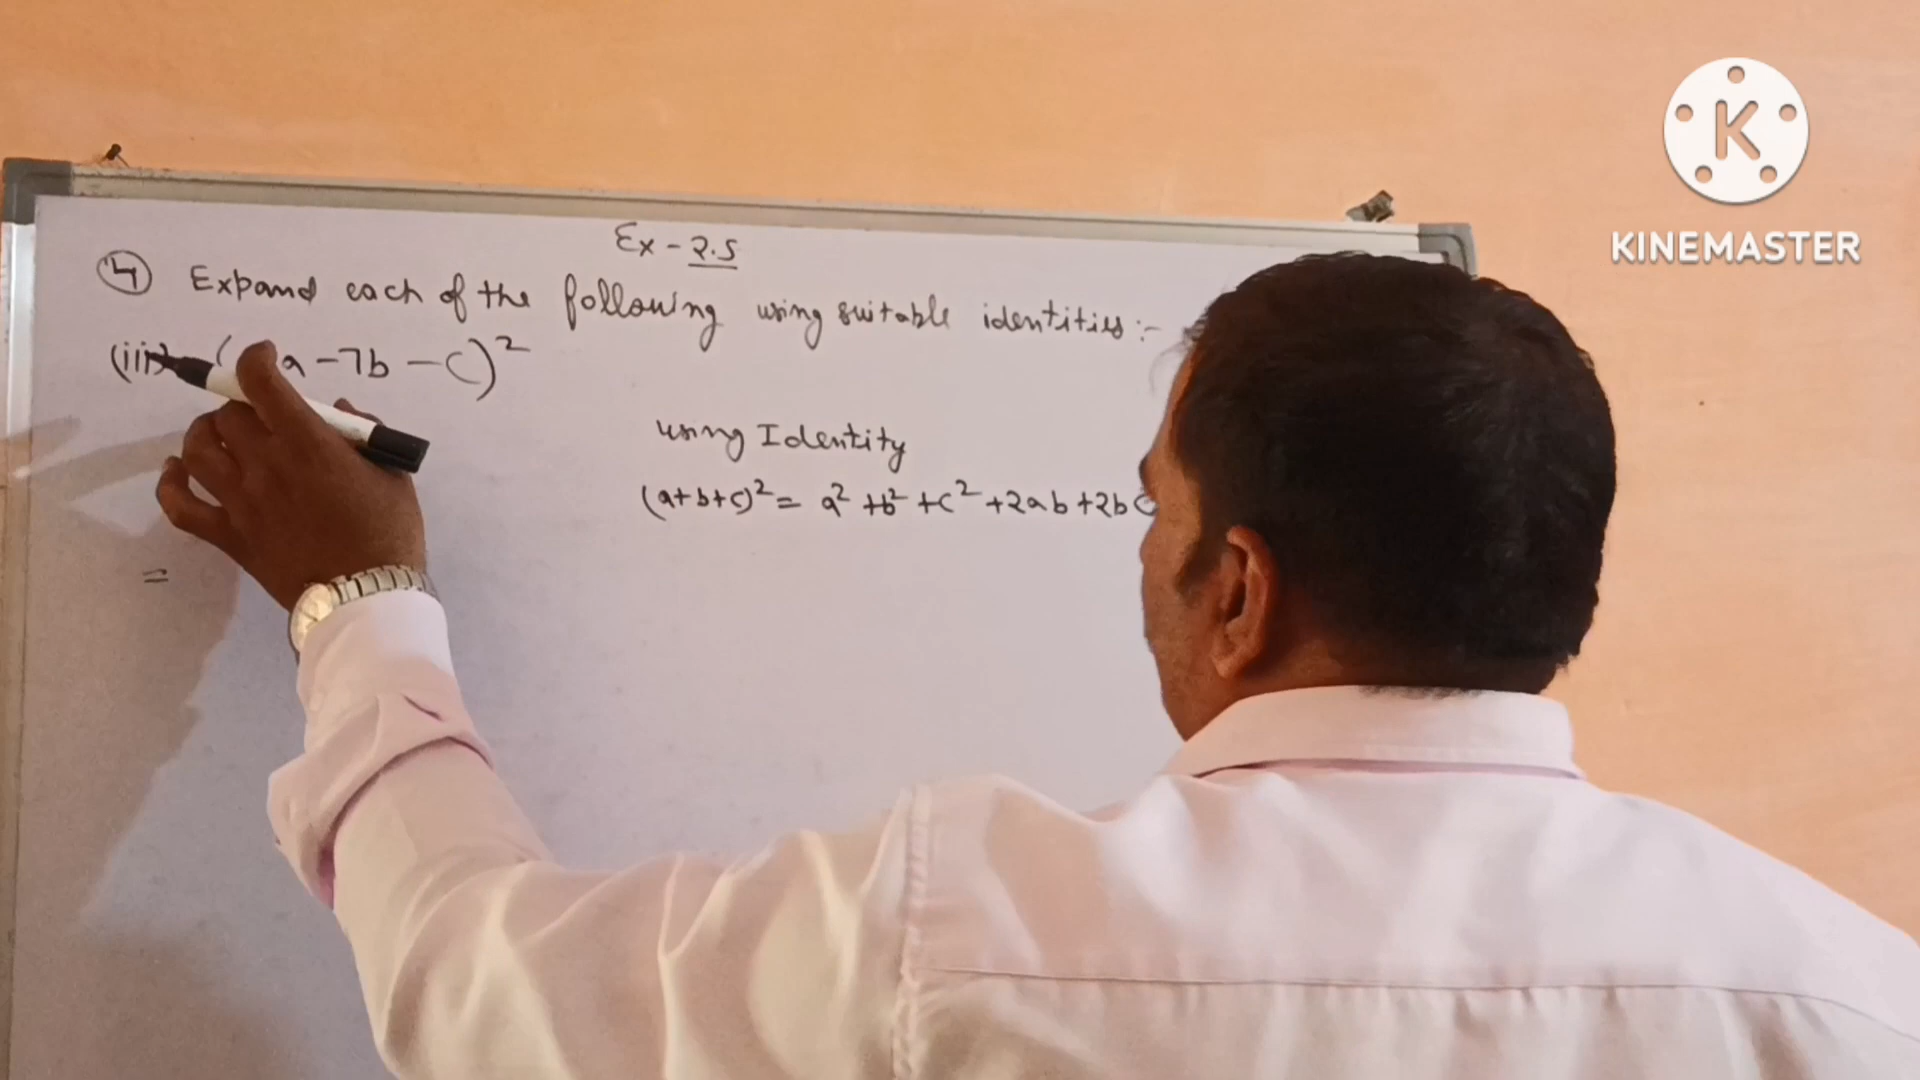 Ex - 2.5
④ Expand each of the following using suitable identities :-
(iii) ( a - 7b - c)²
using Identity
(a+b+c)² = a² + b² + c² + 2ab + 2bc
=
K
KINEMASTER